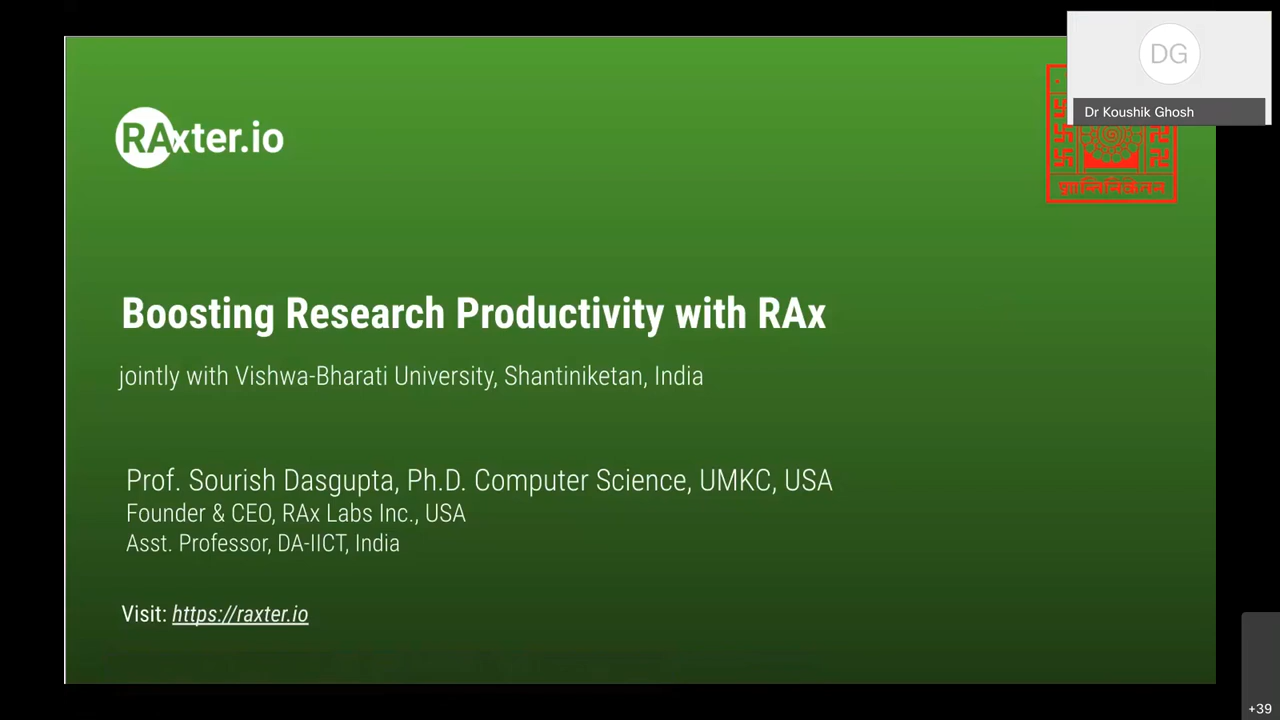 DG
Dr Koushik Ghosh
RAxter.io
शान्तिनिकेतन
Boosting Research Productivity with RAx
jointly with Vishwa-Bharati University, Shantiniketan, India
Prof. Sourish Dasgupta, Ph.D. Computer Science, UMKC, USA
Founder & CEO, RAx Labs Inc., USA
Asst. Professor, DA-IICT, India
Visit: https://raxter.io
+39